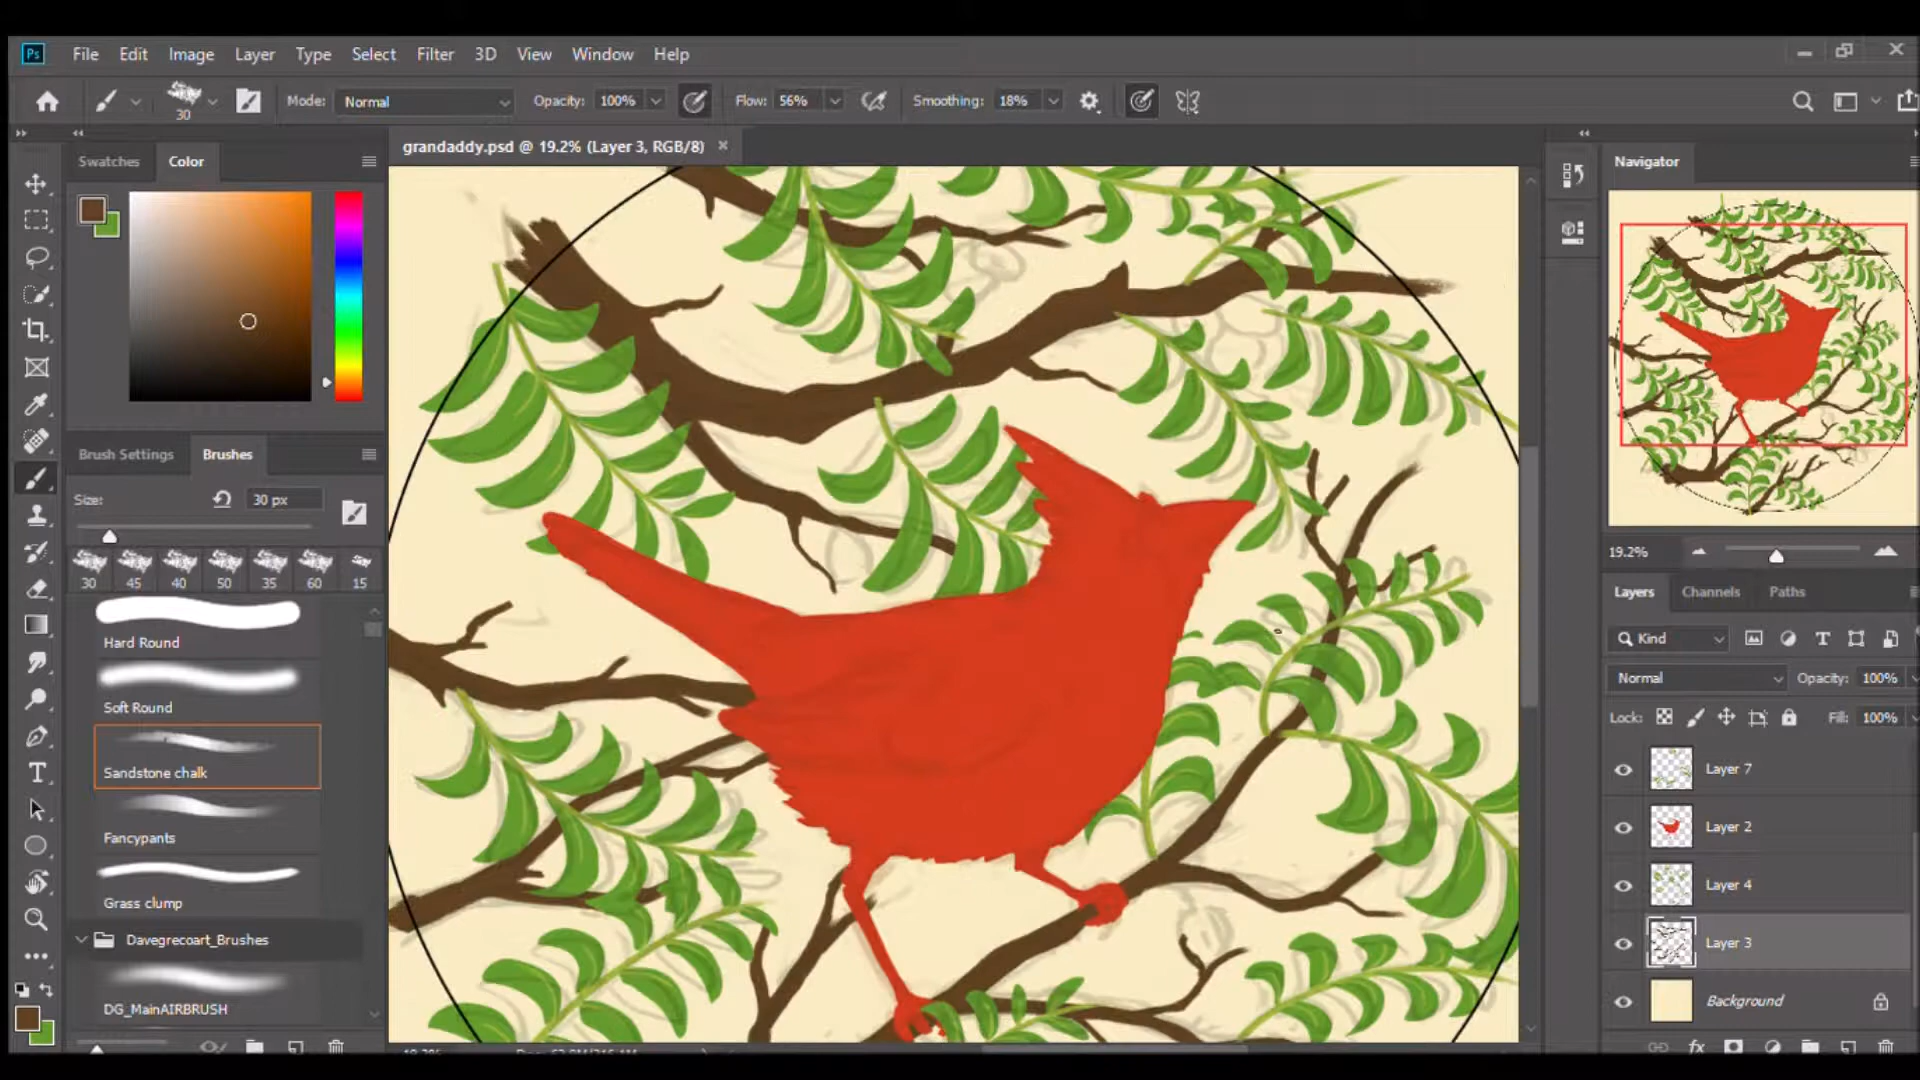 Ps File Edit Image Layer Type Select Filter 3D View Window Help
30 Mode: Normal Opacity: 100% Flow: 56% Smoothing: 18%
Swatches Color
grandaddy.psd @ 19.2% (Layer 3, RGB/8)
Navigator
Brush Settings Brushes
Size: 30 px
30 45 40 50 35 60 15
Hard Round
Soft Round
Sandstone chalk
Fancypants
Grass clump
Davegrecoart_Brushes
DG_MainAIRBRUSH
19.2%
Layers Channels Paths
Kind
Normal Opacity: 100%
Lock: Fill: 100%
Layer 7
Layer 2
Layer 4
Layer 3
Background
fx